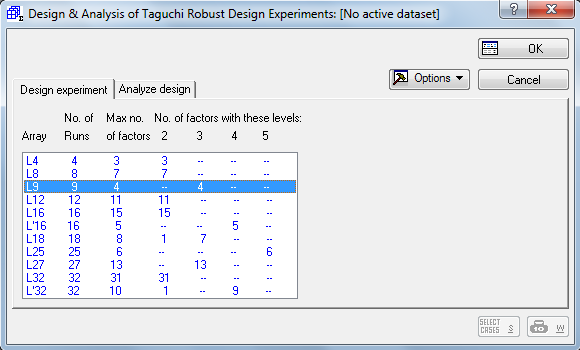 Design & Analysis of Taguchi Robust Design Experiments: [No active dataset]
OK
Options
Cancel
Design experiment Analyze design
No. of Max no. No. of factors with these levels:
Array Runs of factors 2 3 4 5
L4 4 3 3 -- -- --
L8 8 7 7 -- -- --
L9 9 4 -- 4 -- --
L12 12 11 11 -- -- --
L16 16 15 15 -- -- --
L'16 16 5 -- -- 5 --
L18 18 8 1 7 -- --
L25 25 6 -- -- -- 6
L27 27 13 -- 13 -- --
L32 32 31 31 -- -- --
L'32 32 10 1 -- 9 --
SELECT CASES S
10 W